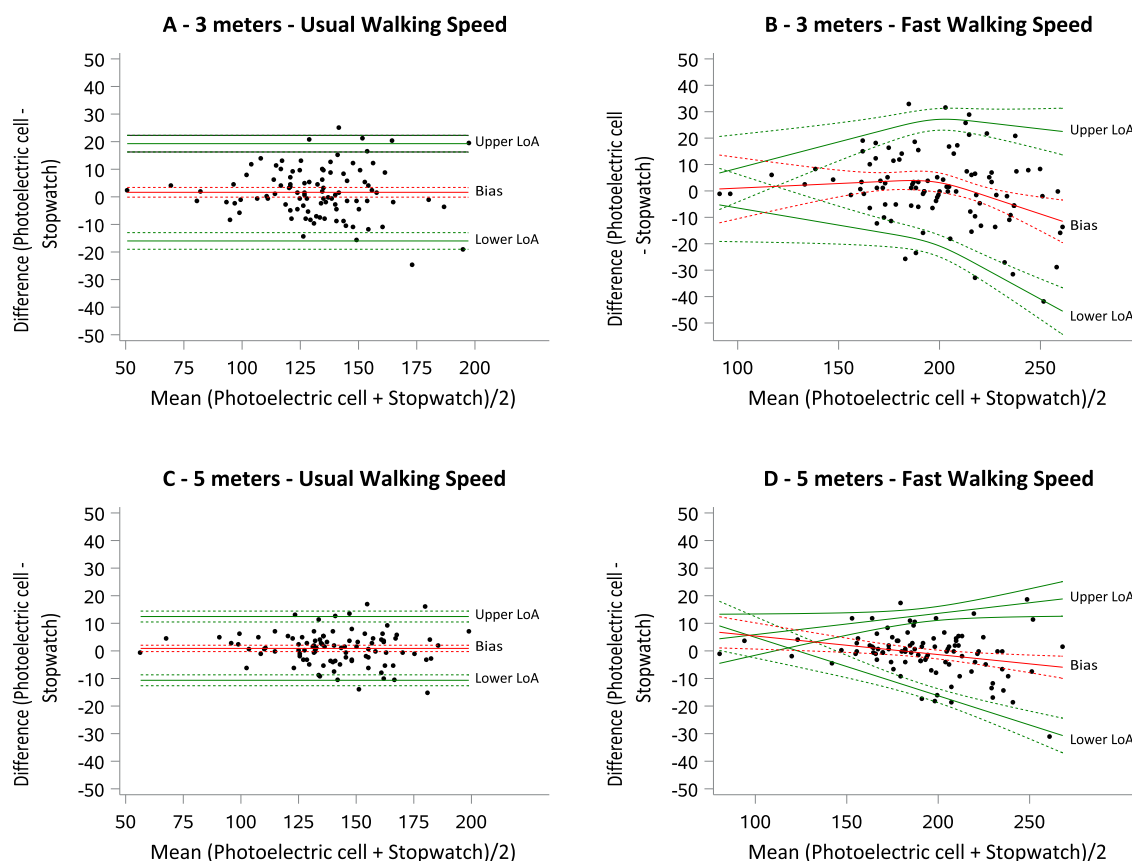 A - 3 meters - Usual Walking Speed
50
40
30
20
10
0
-10
-20
-30
-40
-50
Difference (Photoelectric cell -
Stopwatch)
Upper LoA
Bias
Lower LoA
50 75 100 125 150 175 200
Mean (Photoelectric cell + Stopwatch)/2)
B - 3 meters - Fast Walking Speed
50
40
30
20
10
0
-10
-20
-30
-40
-50
Difference (Photoelectric cell
- Stopwatch)
Upper LoA
Bias
Lower LoA
100 150 200 250
Mean (Photoelectric cell + Stopwatch)/2
C - 5 meters - Usual Walking Speed
50
40
30
20
10
0
-10
-20
-30
-40
-50
Difference (Photoelectric cell -
Stopwatch)
Upper LoA
Bias
Lower LoA
50 75 100 125 150 175 200
Mean (Photoelectric cell + Stopwatch)/2)
D - 5 meters - Fast Walking Speed
50
40
30
20
10
0
-10
-20
-30
-40
-50
Difference (Photoelectric cell -
Stopwatch)
Upper LoA
Bias
Lower LoA
100 150 200 250
Mean (Photoelectric cell + Stopwatch)/2